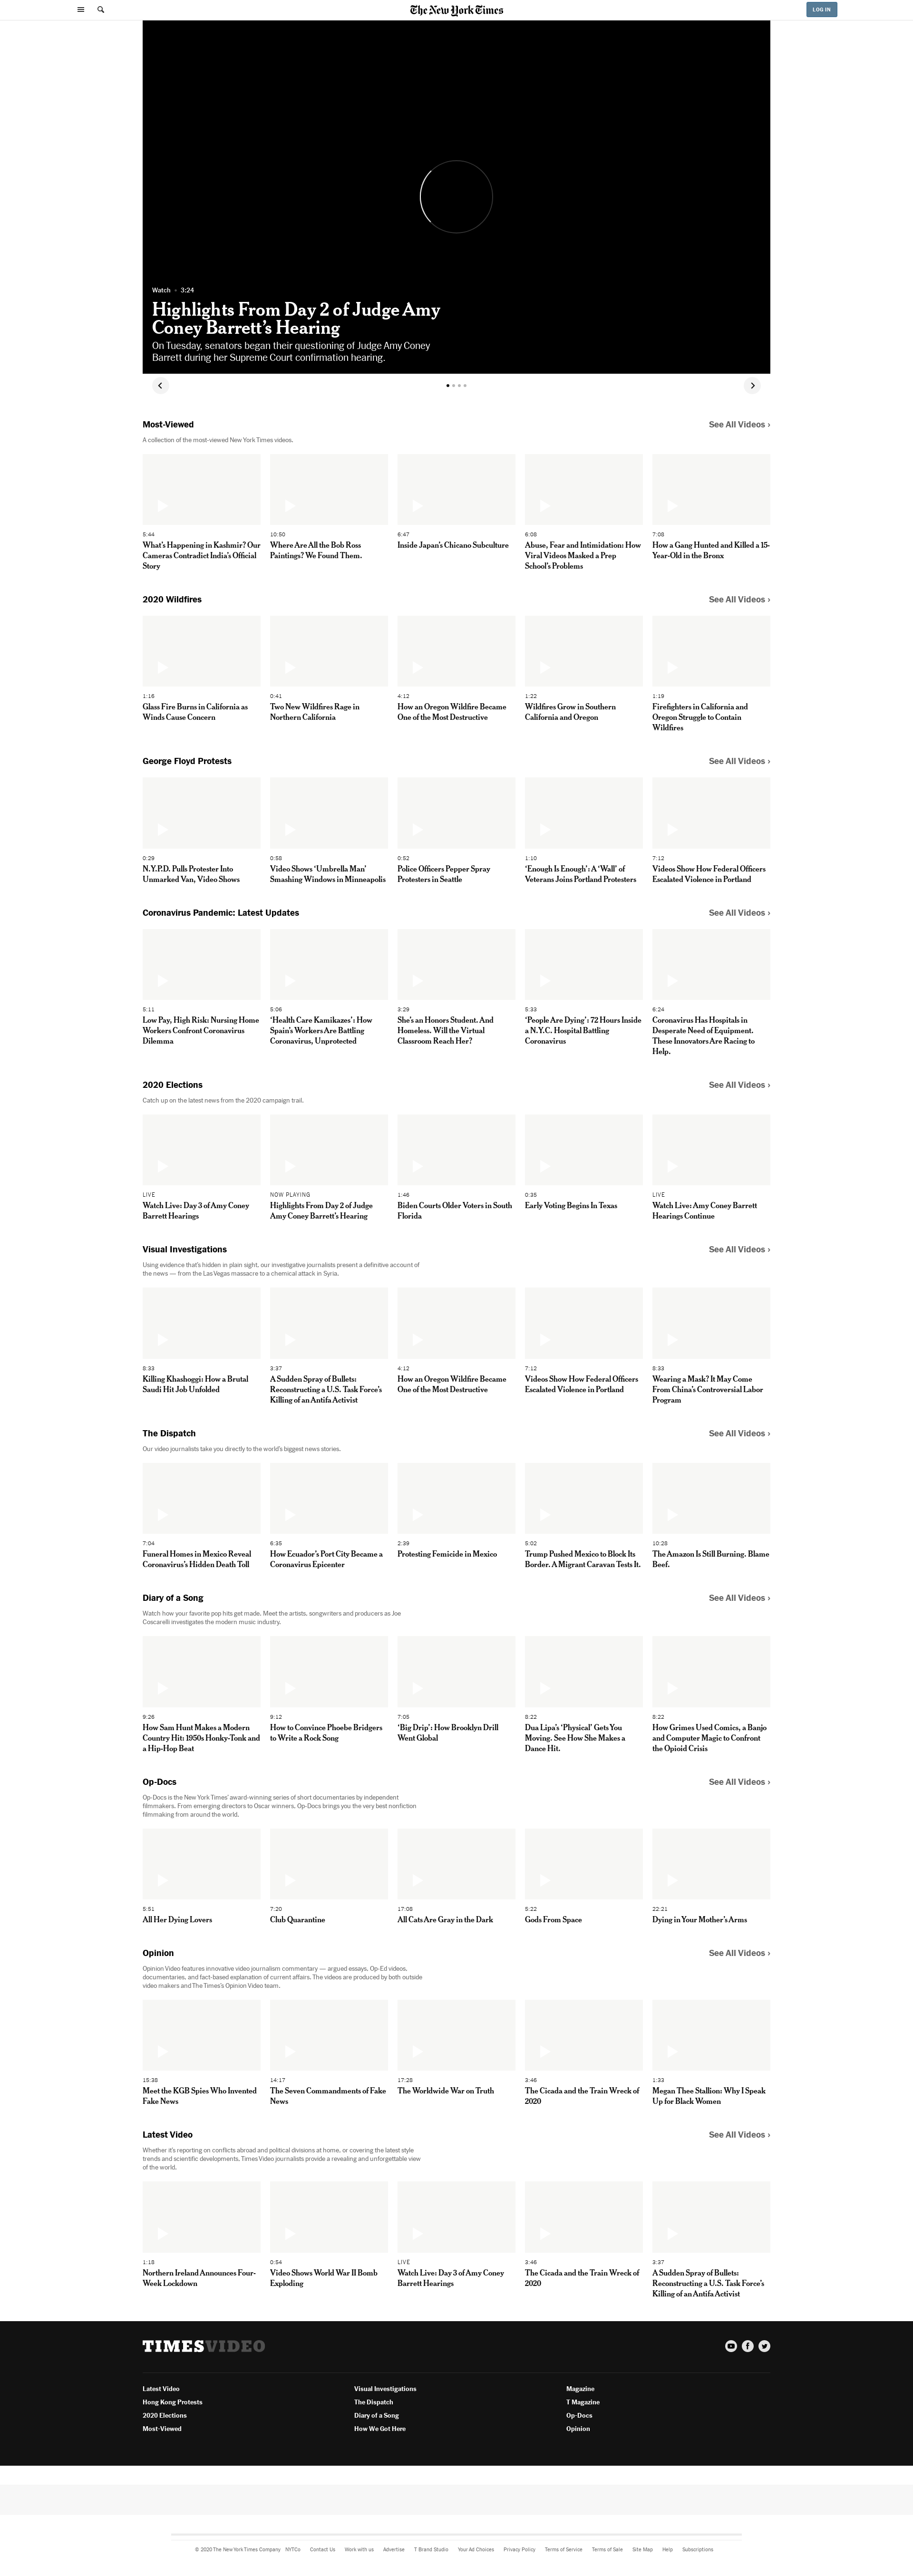 The New York Times
LOG IN
Watch • 3:24
Highlights From Day 2 of Judge Amy
Coney Barrett’s Hearing
On Tuesday, senators began their questioning of Judge Amy Coney
Barrett during her Supreme Court confirmation hearing.
Most-Viewed
See All Videos ›
A collection of the most-viewed New York Times videos.
5:44
What’s Happening in Kashmir? Our
Cameras Contradict India’s Official
Story
10:50
Where Are All the Bob Ross
Paintings? We Found Them.
6:47
Inside Japan’s Chicano Subculture
6:08
Abuse, Fear and Intimidation: How
Viral Videos Masked a Prep
School’s Problems
7:08
How a Gang Hunted and Killed a 15-
Year-Old in the Bronx
2020 Wildfires
See All Videos ›
1:16
Glass Fire Burns in California as
Winds Cause Concern
0:41
Two New Wildfires Rage in
Northern California
4:12
How an Oregon Wildfire Became
One of the Most Destructive
1:22
Wildfires Grow in Southern
California and Oregon
1:19
Firefighters in California and
Oregon Struggle to Contain
Wildfires
George Floyd Protests
See All Videos ›
0:29
N.Y.P.D. Pulls Protester Into
Unmarked Van, Video Shows
0:58
Video Shows ‘Umbrella Man’
Smashing Windows in Minneapolis
0:52
Police Officers Pepper Spray
Protesters in Seattle
1:10
‘Enough Is Enough’: A ‘Wall’ of
Veterans Joins Portland Protesters
7:12
Videos Show How Federal Officers
Escalated Violence in Portland
Coronavirus Pandemic: Latest Updates
See All Videos ›
5:11
Low Pay, High Risk: Nursing Home
Workers Confront Coronavirus
Dilemma
5:06
‘Health Care Kamikazes’: How
Spain’s Workers Are Battling
Coronavirus, Unprotected
3:29
She’s an Honors Student. And
Homeless. Will the Virtual
Classroom Reach Her?
5:33
‘People Are Dying’: 72 Hours Inside
a N.Y.C. Hospital Battling
Coronavirus
6:24
Coronavirus Has Hospitals in
Desperate Need of Equipment.
These Innovators Are Racing to
Help.
2020 Elections
See All Videos ›
Catch up on the latest news from the 2020 campaign trail.
LIVE
Watch Live: Day 3 of Amy Coney
Barrett Hearings
NOW PLAYING
Highlights From Day 2 of Judge
Amy Coney Barrett’s Hearing
1:46
Biden Courts Older Voters in South
Florida
0:35
Early Voting Begins In Texas
LIVE
Watch Live: Amy Coney Barrett
Hearings Continue
Visual Investigations
See All Videos ›
Using evidence that’s hidden in plain sight, our investigative journalists present a definitive account of
the news — from the Las Vegas massacre to a chemical attack in Syria.
8:33
Killing Khashoggi: How a Brutal
Saudi Hit Job Unfolded
3:37
A Sudden Spray of Bullets:
Reconstructing a U.S. Task Force’s
Killing of an Antifa Activist
4:12
How an Oregon Wildfire Became
One of the Most Destructive
7:12
Videos Show How Federal Officers
Escalated Violence in Portland
8:33
Wearing a Mask? It May Come
From China’s Controversial Labor
Program
The Dispatch
See All Videos ›
Our video journalists take you directly to the world’s biggest news stories.
7:04
Funeral Homes in Mexico Reveal
Coronavirus’s Hidden Death Toll
6:35
How Ecuador’s Port City Became a
Coronavirus Epicenter
2:39
Protesting Femicide in Mexico
5:02
Trump Pushed Mexico to Block Its
Border. A Migrant Caravan Tests It.
10:28
The Amazon Is Still Burning. Blame
Beef.
Diary of a Song
See All Videos ›
Watch how your favorite pop hits get made. Meet the artists, songwriters and producers as Joe
Coscarelli investigates the modern music industry.
9:26
How Sam Hunt Makes a Modern
Country Hit: 1950s Honky-Tonk and
a Hip-Hop Beat
9:12
How to Convince Phoebe Bridgers
to Write a Rock Song
7:05
‘Big Drip’: How Brooklyn Drill
Went Global
8:22
Dua Lipa’s ‘Physical’ Gets You
Moving. See How She Makes a
Dance Hit.
8:22
How Grimes Used Comics, a Banjo
and Computer Magic to Confront
the Opioid Crisis
Op-Docs
See All Videos ›
Op-Docs is the New York Times’ award-winning series of short documentaries by independent
filmmakers. From emerging directors to Oscar winners, Op-Docs brings you the very best nonfiction
filmmaking from around the world.
5:51
All Her Dying Lovers
7:20
Club Quarantine
17:08
All Cats Are Gray in the Dark
5:22
Gods From Space
22:21
Dying in Your Mother’s Arms
Opinion
See All Videos ›
Opinion Video features innovative video journalism commentary — argued essays, Op-Ed videos,
documentaries, and fact-based explanation of current affairs. The videos are produced by both outside
video makers and The Times’s Opinion Video team.
15:38
Meet the KGB Spies Who Invented
Fake News
14:17
The Seven Commandments of Fake
News
17:28
The Worldwide War on Truth
3:46
The Cicada and the Train Wreck of
2020
1:33
Megan Thee Stallion: Why I Speak
Up for Black Women
Latest Video
See All Videos ›
Whether it’s reporting on conflicts abroad and political divisions at home, or covering the latest style
trends and scientific developments, Times Video journalists provide a revealing and unforgettable view
of the world.
1:18
Northern Ireland Announces Four-
Week Lockdown
0:54
Video Shows World War II Bomb
Exploding
LIVE
Watch Live: Day 3 of Amy Coney
Barrett Hearings
3:46
The Cicada and the Train Wreck of
2020
3:37
A Sudden Spray of Bullets:
Reconstructing a U.S. Task Force’s
Killing of an Antifa Activist
TIMESVIDEO
Latest Video
Hong Kong Protests
2020 Elections
Most-Viewed
Visual Investigations
The Dispatch
Diary of a Song
How We Got Here
Magazine
T Magazine
Op-Docs
Opinion
© 2020 The New York Times Company NYTCo Contact Us Work with us Advertise T Brand Studio Your Ad Choices Privacy Policy Terms of Service Terms of Sale Site Map Help Subscriptions